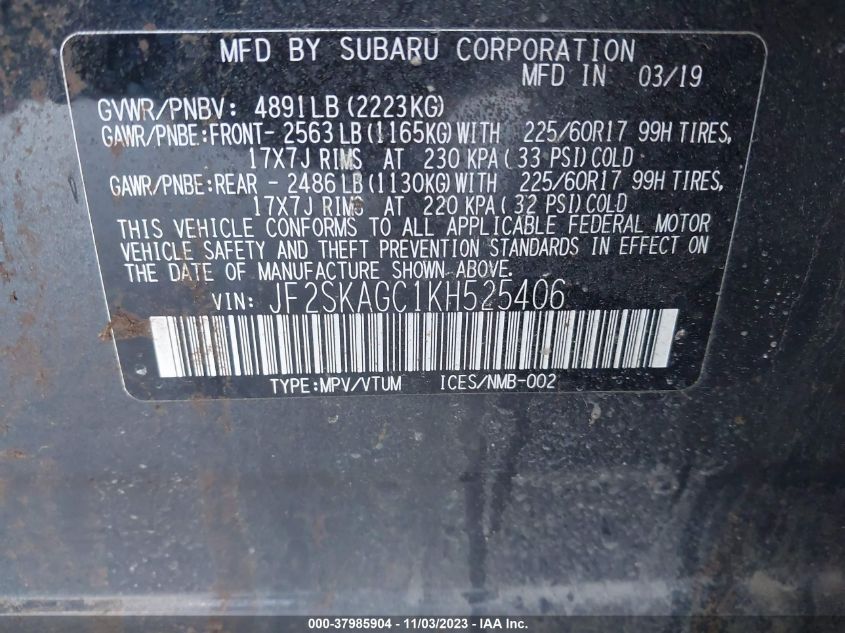 MFD BY SUBARU CORPORATION
MFD IN 03/19
GVWR/PNBV: 4891LB(2223KG)
GAWR/PNBE:FRONT- 2563LB(1165KG)WITH 225/60R17 99H TIRES,
17X7J RIMS AT 230 KPA(33 PSI)COLD
GAWR/PNBE:REAR - 2486LB(1130KG)WITH 225/60R17 99H TIRES,
17X7J RIMS AT 220 KPA(32 PSI)COLD
THIS VEHICLE CONFORMS TO ALL APPLICABLE FEDERAL MOTOR
VEHICLE SAFETY AND THEFT PREVENTION STANDARDS IN EFFECT ON
THE DATE OF MANUFACTURE SHOWN ABOVE.
VIN: JF2SKAGC1KH525406
TYPE:MPV/VTUM ICES/NMB-002
000-37985904 - 11/03/2023 - © IAA, Inc.